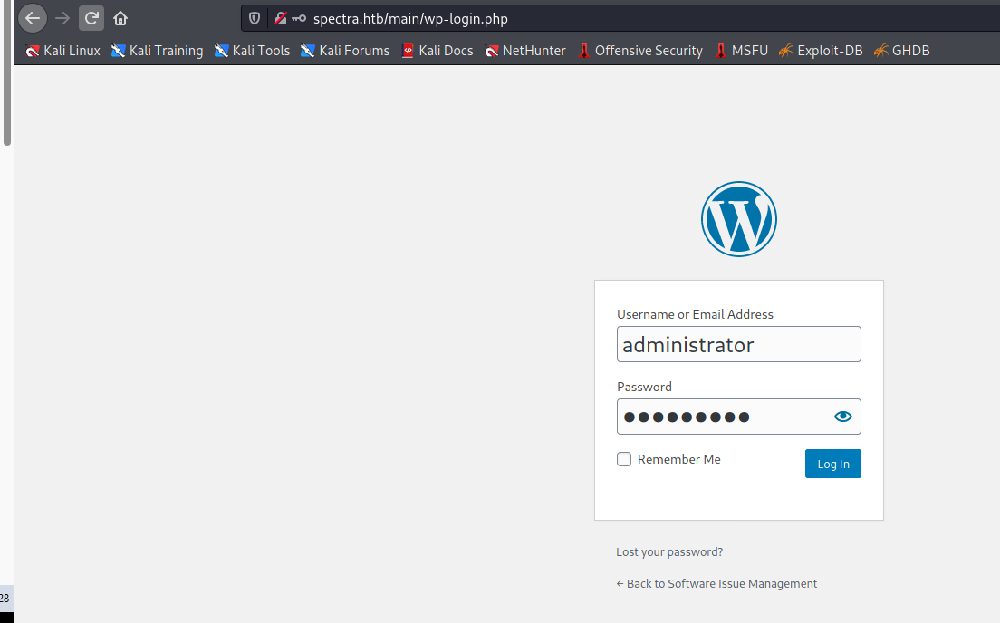 spectra.htb/main/wp-login.php
Kali Linux Kali Training Kali Tools Kali Forums Kali Docs NetHunter Offensive Security MSFU Exploit-DB GHDB
Username or Email Address
administrator
Password
●●●●●●●●●
Remember Me Log In
Lost your password?
← Back to Software Issue Management
28